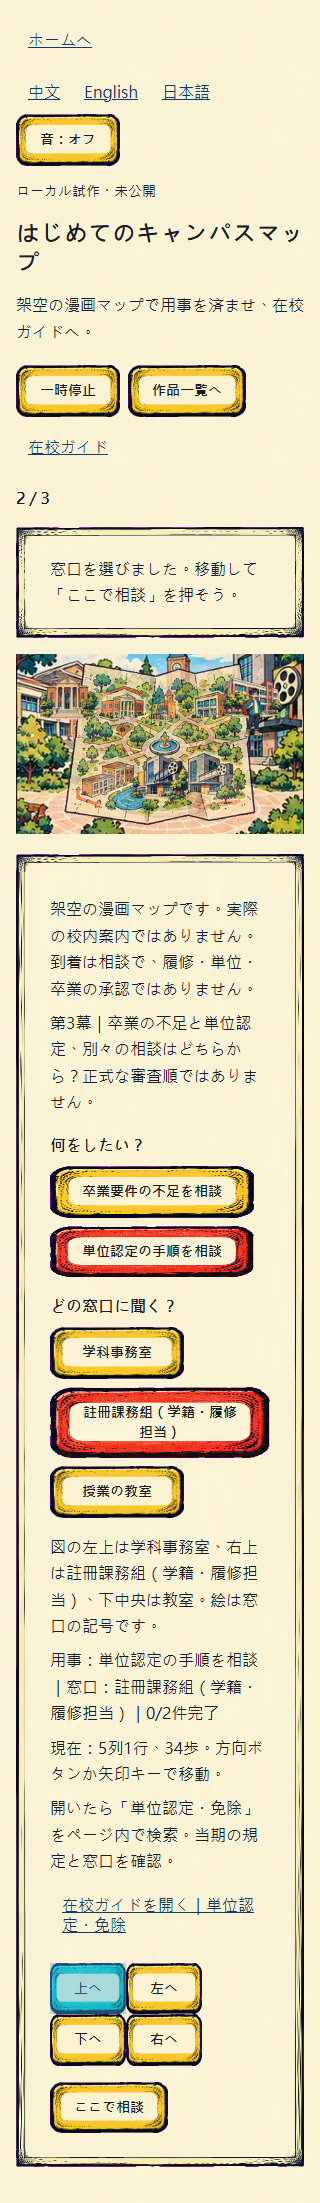 ホームへ
中文 English 日本語
音：オフ
ローカル試作・未公開
はじめてのキャンパスマッ
プ
架空の漫画マップで用事を済ませ、在校
ガイドへ。
一時停止 作品一覧へ
在校ガイド
2 / 3
窓口を選びました。移動して
「ここで相談」を押そう。
架空の漫画マップです。実際
の校内案内ではありません。
到着は相談で、履修・単位・
卒業の承認ではありません。
第3幕｜卒業の不足と単位認
定、別々の相談はどちらか
ら？正式な審査順ではありま
せん。
何をしたい？
卒業要件の不足を相談
単位認定の手順を相談
どの窓口に聞く？
学科事務室
註冊課務組（学籍・履修
担当）
授業の教室
図の左上は学科事務室、右上
は註冊課務組（学籍・履修担
当）、下中央は教室。絵は窓
口の記号です。
用事：単位認定の手順を相談
｜窓口：註冊課務組（学籍・
履修担当）｜0/2件完了
現在：5列1行、34歩。方向ボ
タンか矢印キーで移動。
開いたら「単位認定・免除」
をページ内で検索。当期の規
定と窓口を確認。
在校ガイドを開く｜単位認
定・免除
上へ 左へ
下へ 右へ
ここで相談